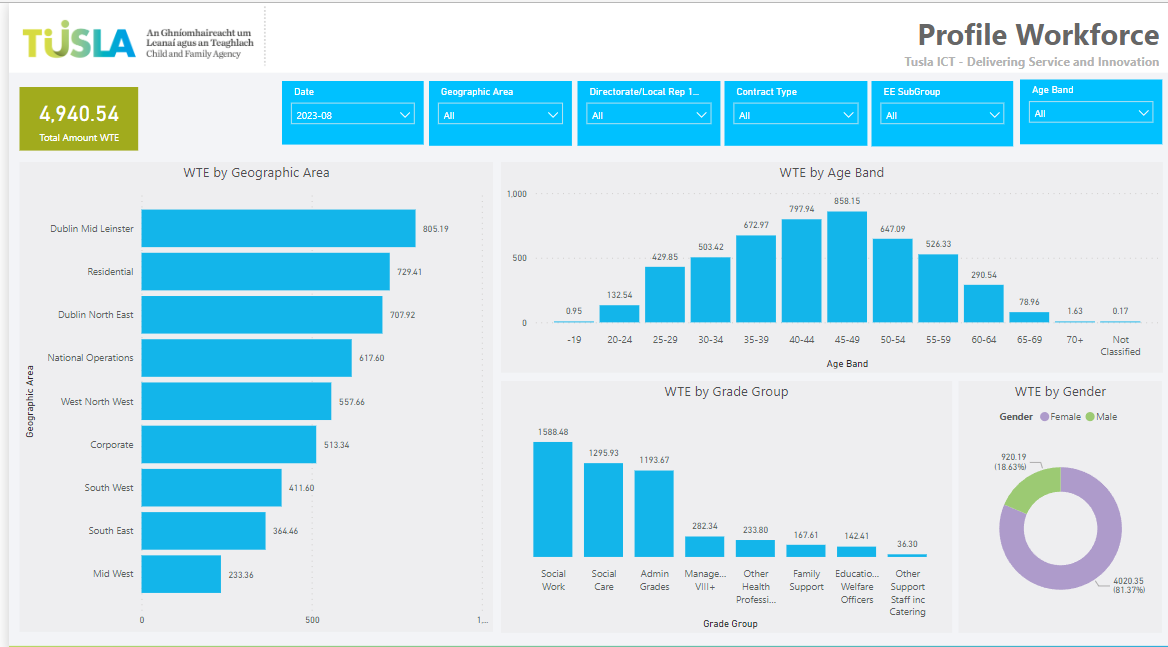 TUSLA
An Ghníomhaireacht um
Leanaí agus an Teaghlach
Child and Family Agency
Profile Workforce
Tusla ICT - Delivering Service and Innovation
4,940.54
Total Amount WTE
Date
2023-08
Geographic Area
All
Directorate/Local Rep 1...
All
Contract Type
All
EE SubGroup
All
Age Band
All
WTE by Geographic Area
Geographic Area
Dublin Mid Leinster 805.19
Residential 729.41
Dublin North East 707.92
National Operations 617.60
West North West 557.66
Corporate 513.34
South West 411.60
South East 364.46
Mid West 233.36
0 500 1,...
WTE by Age Band
1,000
500
0
0.95 132.54 429.85 503.42 672.97 797.94 858.15 647.09 526.33 290.54 78.96 1.63 0.17
-19 20-24 25-29 30-34 35-39 40-44 45-49 50-54 55-59 60-64 65-69 70+ Not
Classified
Age Band
WTE by Grade Group
1588.48 1295.93 1193.67 282.34 233.80 167.61 142.41 36.30
Social Social Admin Manage... Other Family Educatio... Other
Work Care Grades VIII+ Health Support Welfare Support
Professi... Officers Staff inc
Catering
Grade Group
WTE by Gender
Gender Female Male
920.19
(18.63%)
4020.35
(81.37%)